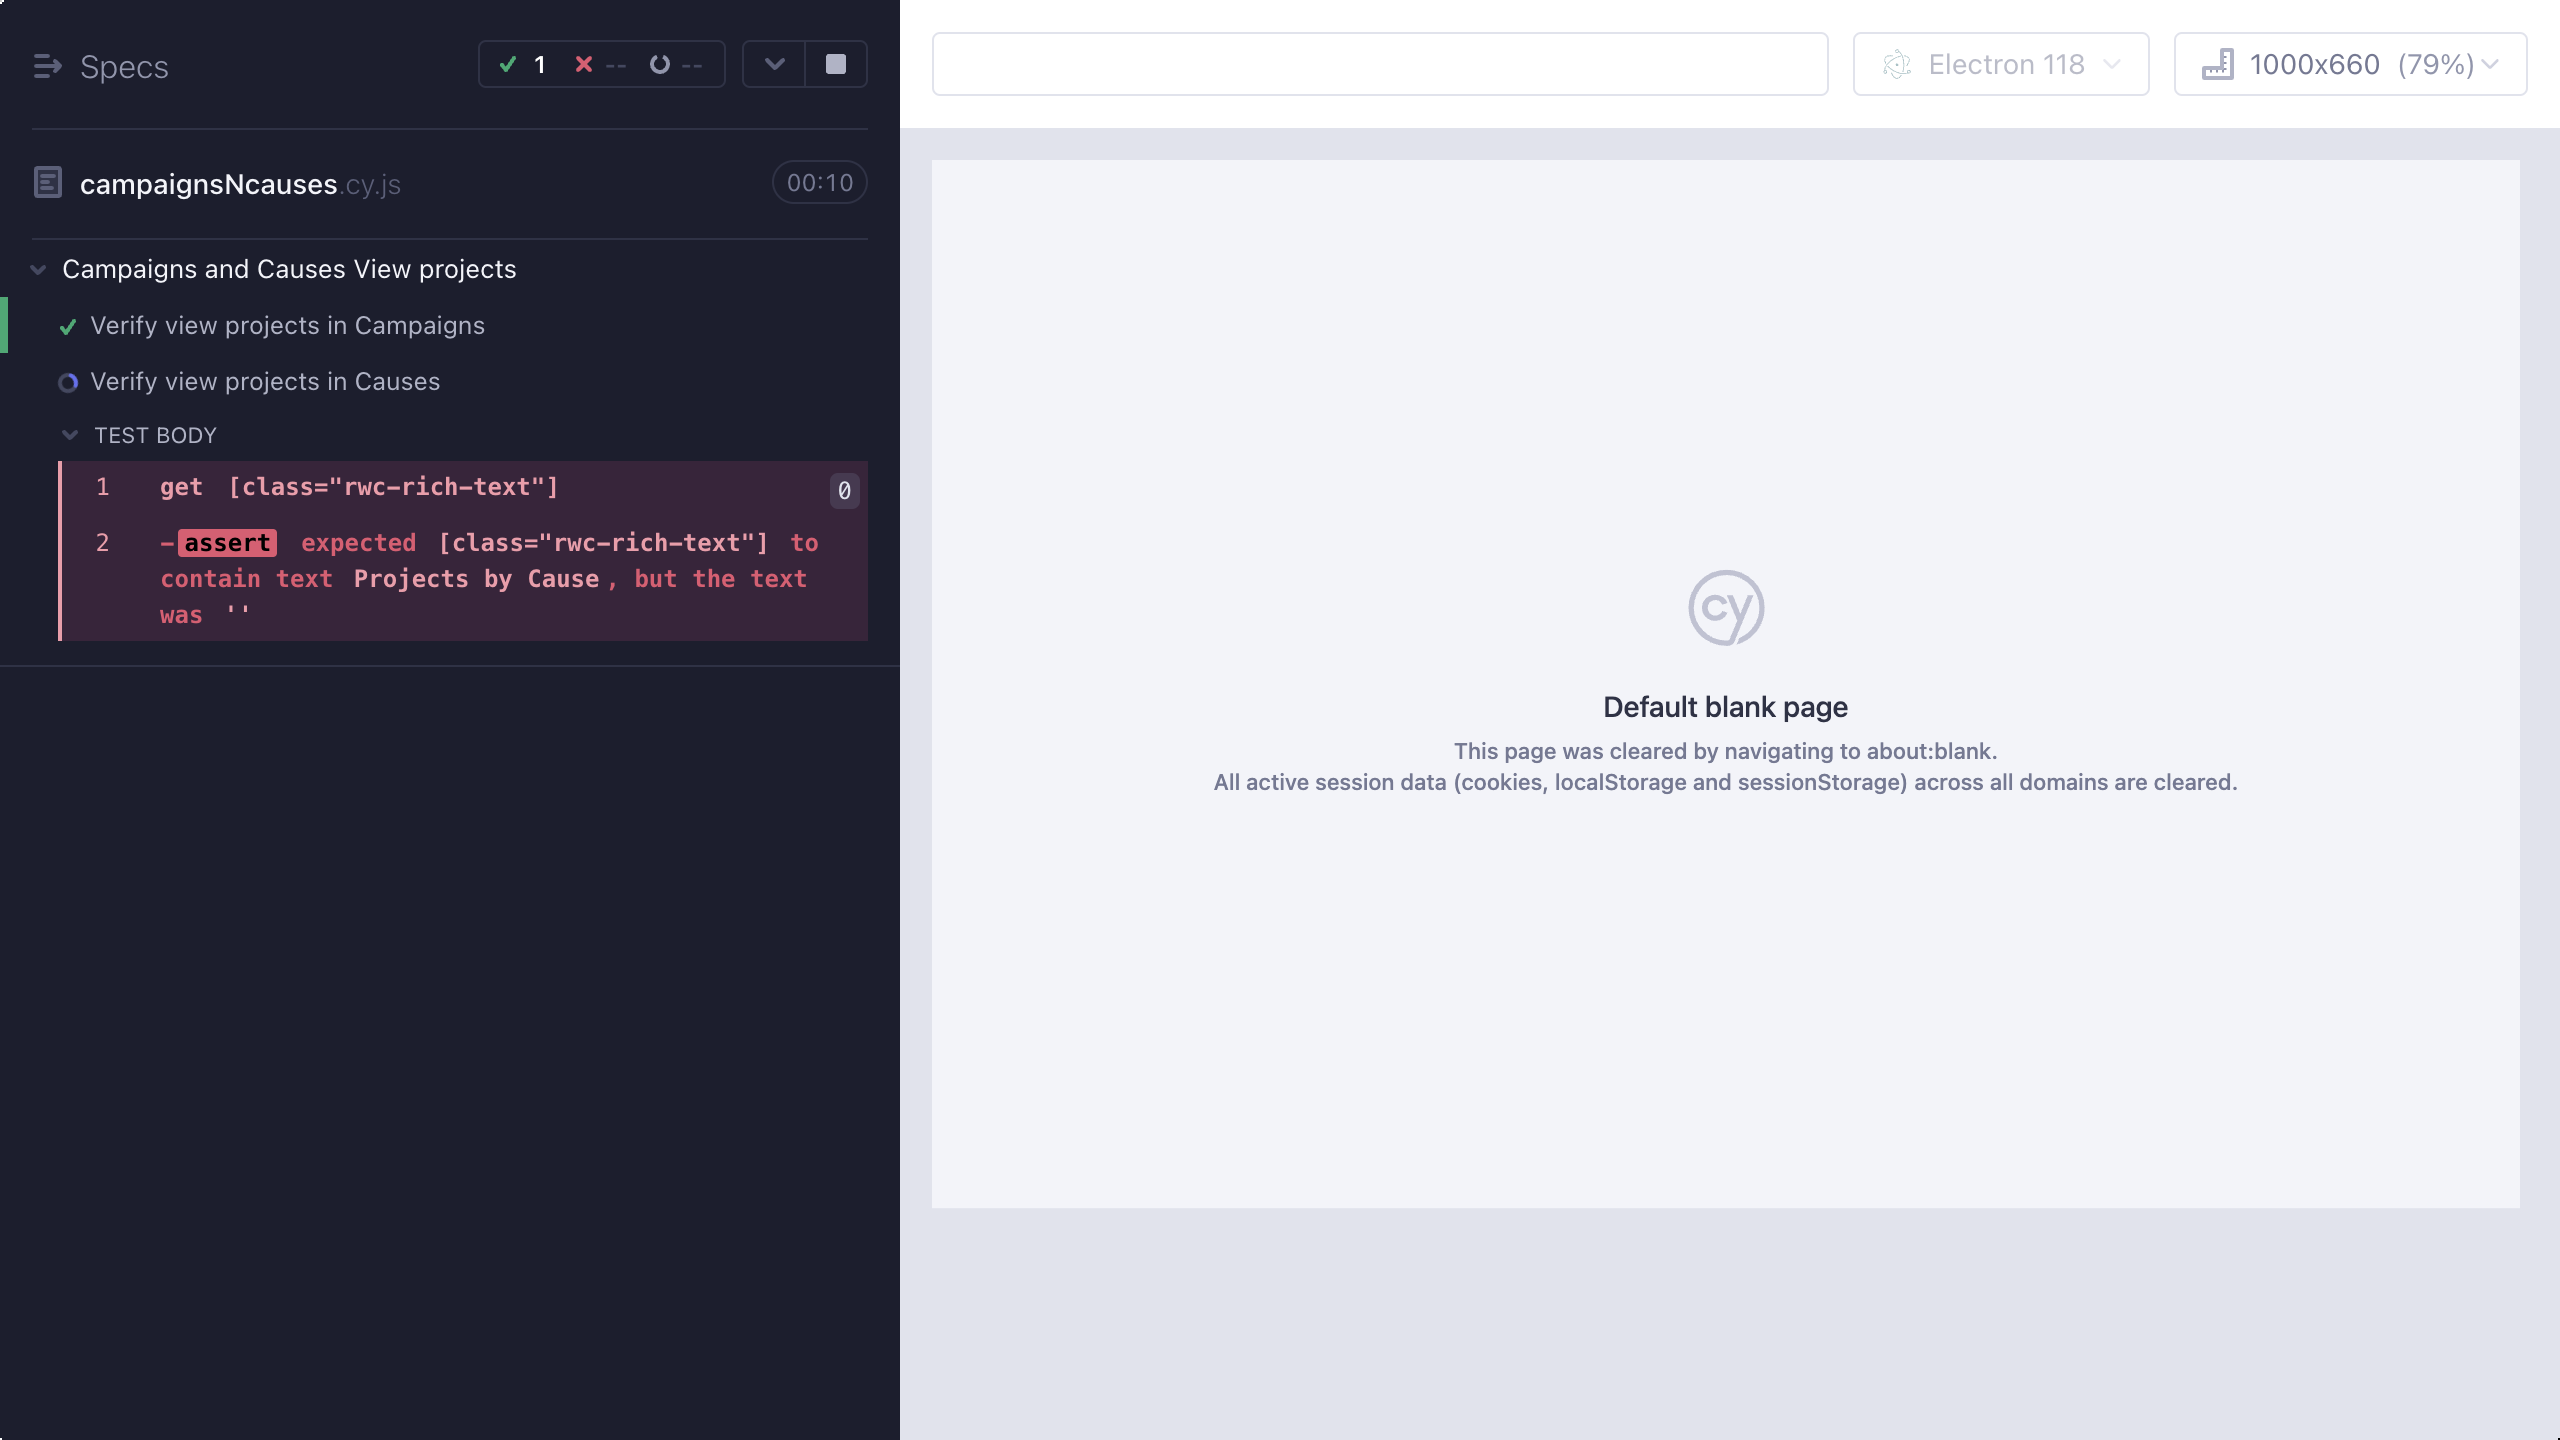 Specs
1 -- --
campaignsNcauses.cy.js
00:10
Campaigns and Causes View projects
Verify view projects in Campaigns
Verify view projects in Causes
TEST BODY
1 get [class="rwc-rich-text"] 0
2 -assert expected [class="rwc-rich-text"] to
contain text Projects by Cause, but the text
was ''
Electron 118
1000x660 (79%)
cy
Default blank page
This page was cleared by navigating to about:blank.
All active session data (cookies, localStorage and sessionStorage) across all domains are cleared.